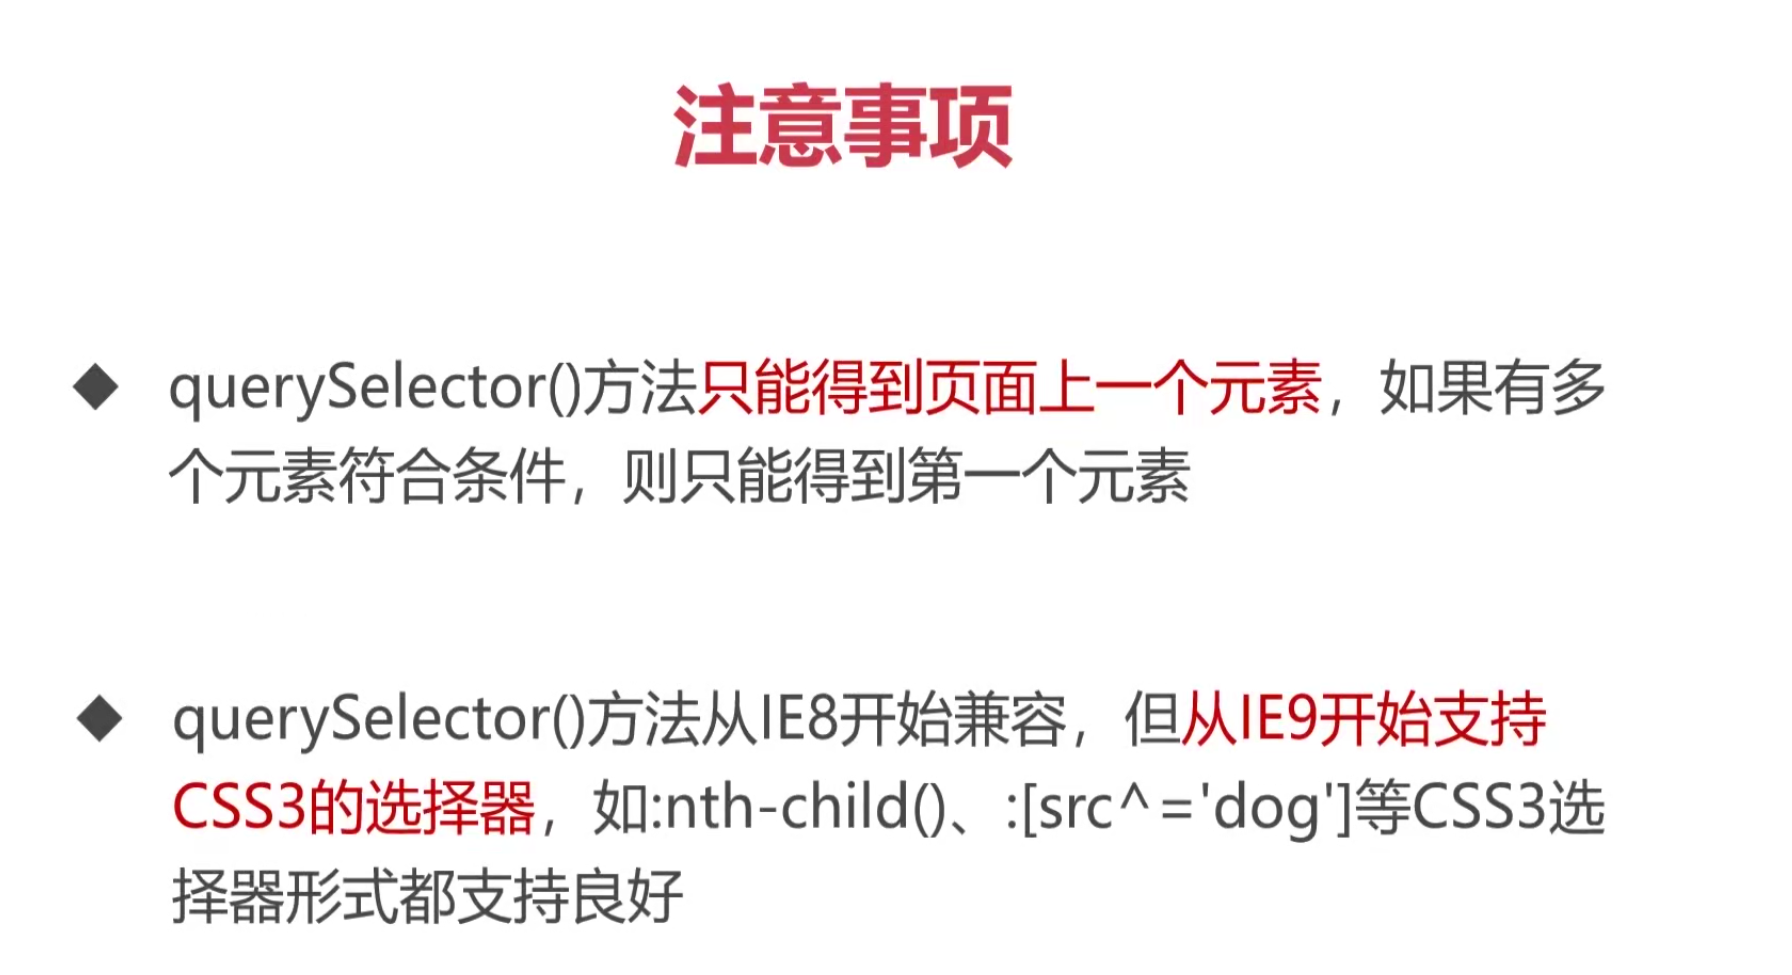 注意事项
◆ querySelector()方法只能得到页面上一个元素，如果有多
个元素符合条件，则只能得到第一个元素
◆ querySelector()方法从IE8开始兼容，但从IE9开始支持
CSS3的选择器，如:nth-child()、:[src^='dog']等CSS3选
择器形式都支持良好